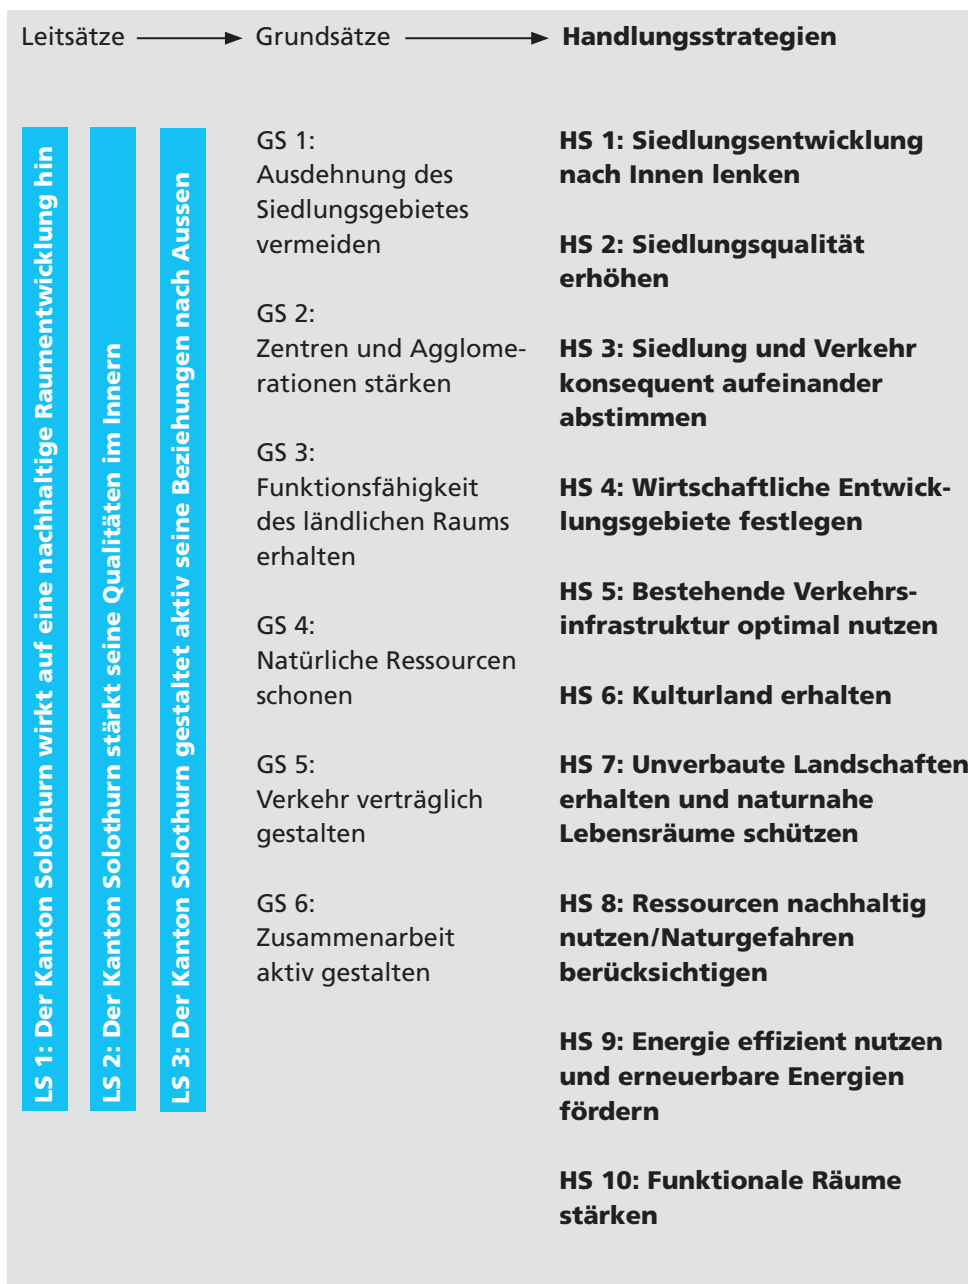 Leitsätze
Grundsätze
Handlungsstrategien
LS 1: Der Kanton Solothurn wirkt auf eine nachhaltige Raumentwicklung hin
LS 2: Der Kanton Solothurn stärkt seine Qualitäten im Innern
LS 3: Der Kanton Solothurn gestaltet aktiv seine Beziehungen nach Aussen
GS 1:
Ausdehnung des
Siedlungsgebietes
vermeiden
GS 2:
Zentren und Agglome-
rationen stärken
GS 3:
Funktionsfähigkeit
des ländlichen Raums
erhalten
GS 4:
Natürliche Ressourcen
schonen
GS 5:
Verkehr verträglich
gestalten
GS 6:
Zusammenarbeit
aktiv gestalten
HS 1: Siedlungsentwicklung
nach Innen lenken
HS 2: Siedlungsqualität
erhöhen
HS 3: Siedlung und Verkehr
konsequent aufeinander
abstimmen
HS 4: Wirtschaftliche Entwick-
lungsgebiete festlegen
HS 5: Bestehende Verkehrs-
infrastruktur optimal nutzen
HS 6: Kulturland erhalten
HS 7: Unverbaute Landschaften
erhalten und naturnahe
Lebensräume schützen
HS 8: Ressourcen nachhaltig
nutzen/Naturgefahren
berücksichtigen
HS 9: Energie effizient nutzen
und erneuerbare Energien
fördern
HS 10: Funktionale Räume
stärken